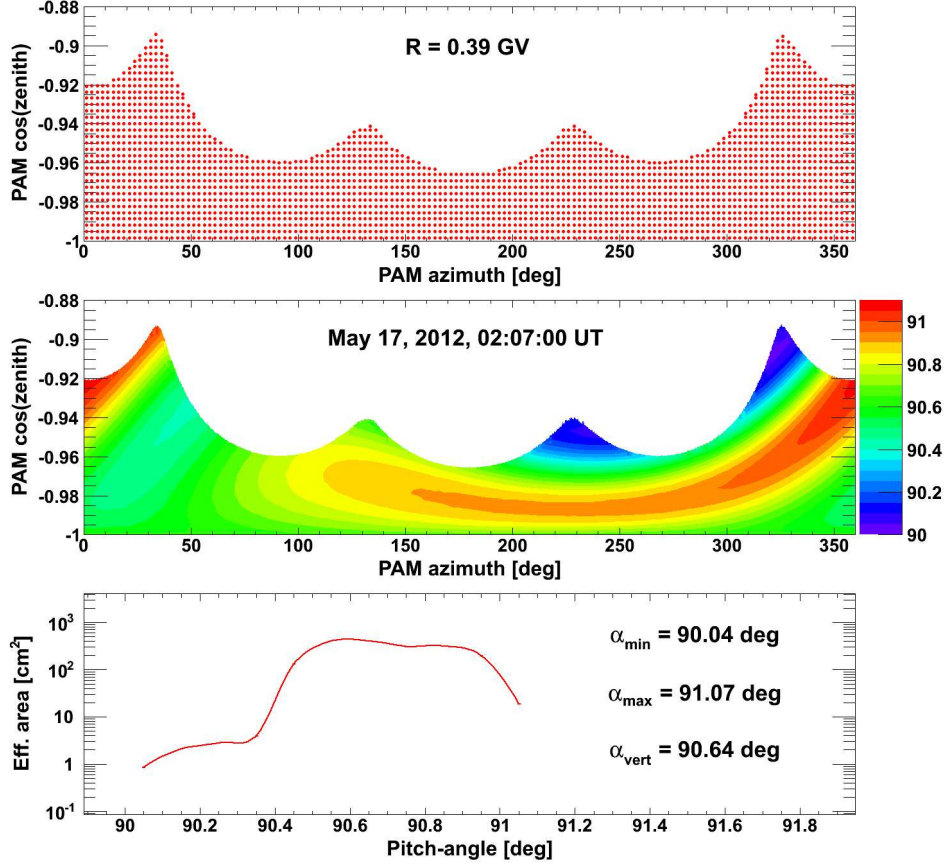 -0.88
-0.9
-0.92
-0.94
-0.96
-0.98
-1
PAM cos(zenith)
R = 0.39 GV
0 50 100 150 200 250 300 350
PAM azimuth [deg]
-0.88
-0.9
-0.92
-0.94
-0.96
-0.98
-1
PAM cos(zenith)
May 17, 2012, 02:07:00 UT
91
90.8
90.6
90.4
90.2
90
0 50 100 150 200 250 300 350
PAM azimuth [deg]
10³
10²
10
1
10⁻¹
Eff. area [cm²]
αmin = 90.04 deg
αmax = 91.07 deg
αvert = 90.64 deg
90 90.2 90.4 90.6 90.8 91 91.2 91.4 91.6 91.8
Pitch-angle [deg]